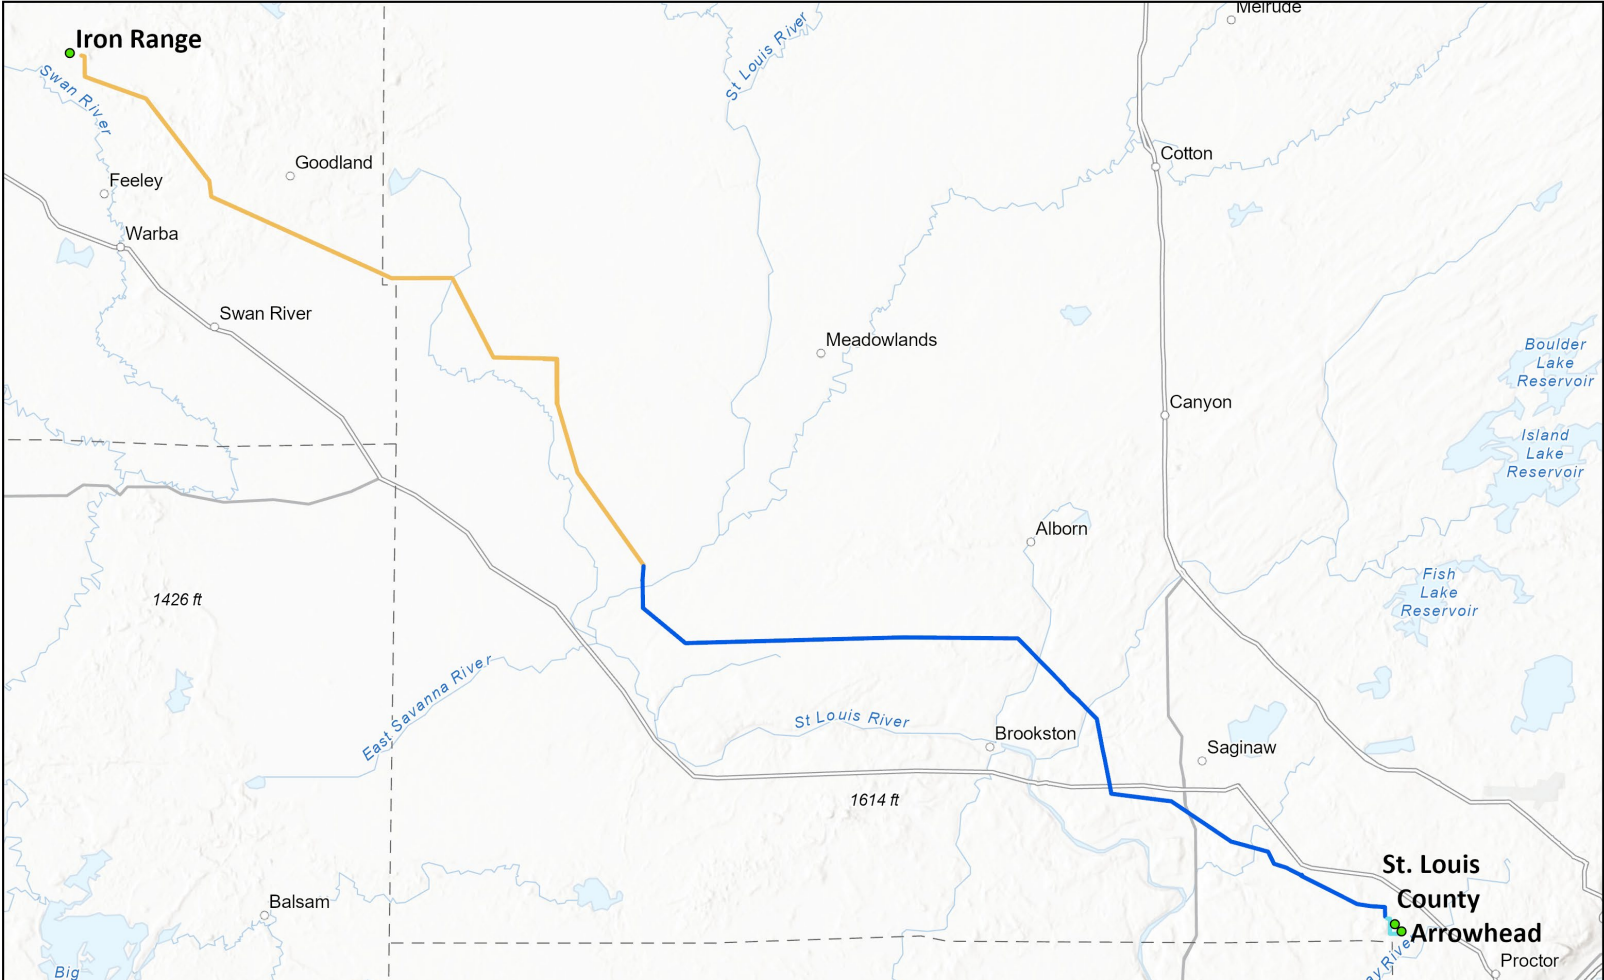 Melrude
Iron Range
St Louis River
Swan River
Cotton
Goodland
Feeley
Warba
Swan River
Meadowlands
Boulder
Lake
Reservoir
Canyon
Island
Lake
Reservoir
Alborn
Fish
Lake
Reservoir
1426 ft
East Savanna River
St Louis River
Brookston
Saginaw
1614 ft
St. Louis
County
Arrowhead
Balsam
Proctor
Big